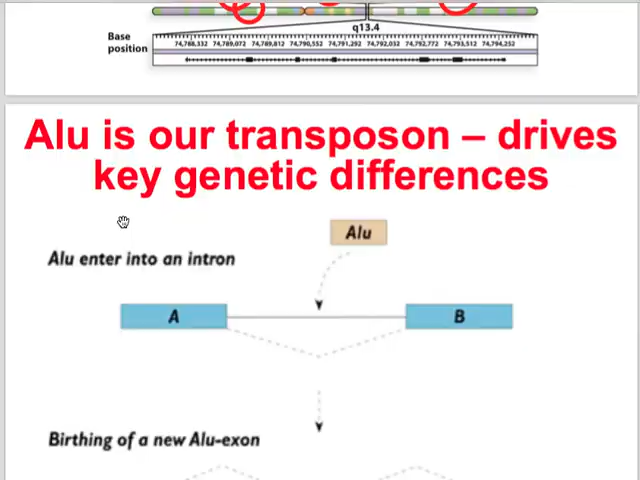 q13.4
Base
position
74,788,332 74,789,072 74,789,812 74,790,552 74,791,292 74,792,032 74,792,772 74,793,512 74,794,252
Alu is our transposon – drives
key genetic differences
Alu
Alu enter into an intron
A
B
Birthing of a new Alu-exon